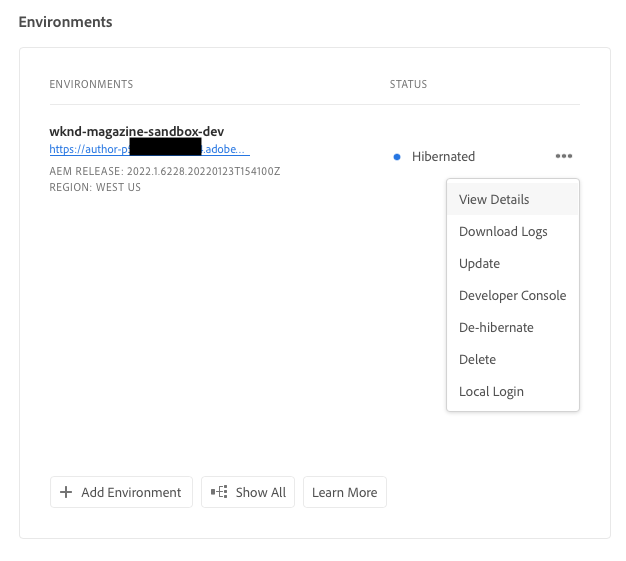 Environments
ENVIRONMENTS STATUS
wknd-magazine-sandbox-dev
https://author-p .adobe...
Hibernated
AEM RELEASE: 2022.1.6228.20220123T154100Z
REGION: WEST US
View Details
Download Logs
Update
Developer Console
De-hibernate
Delete
Local Login
Add Environment Show All Learn More